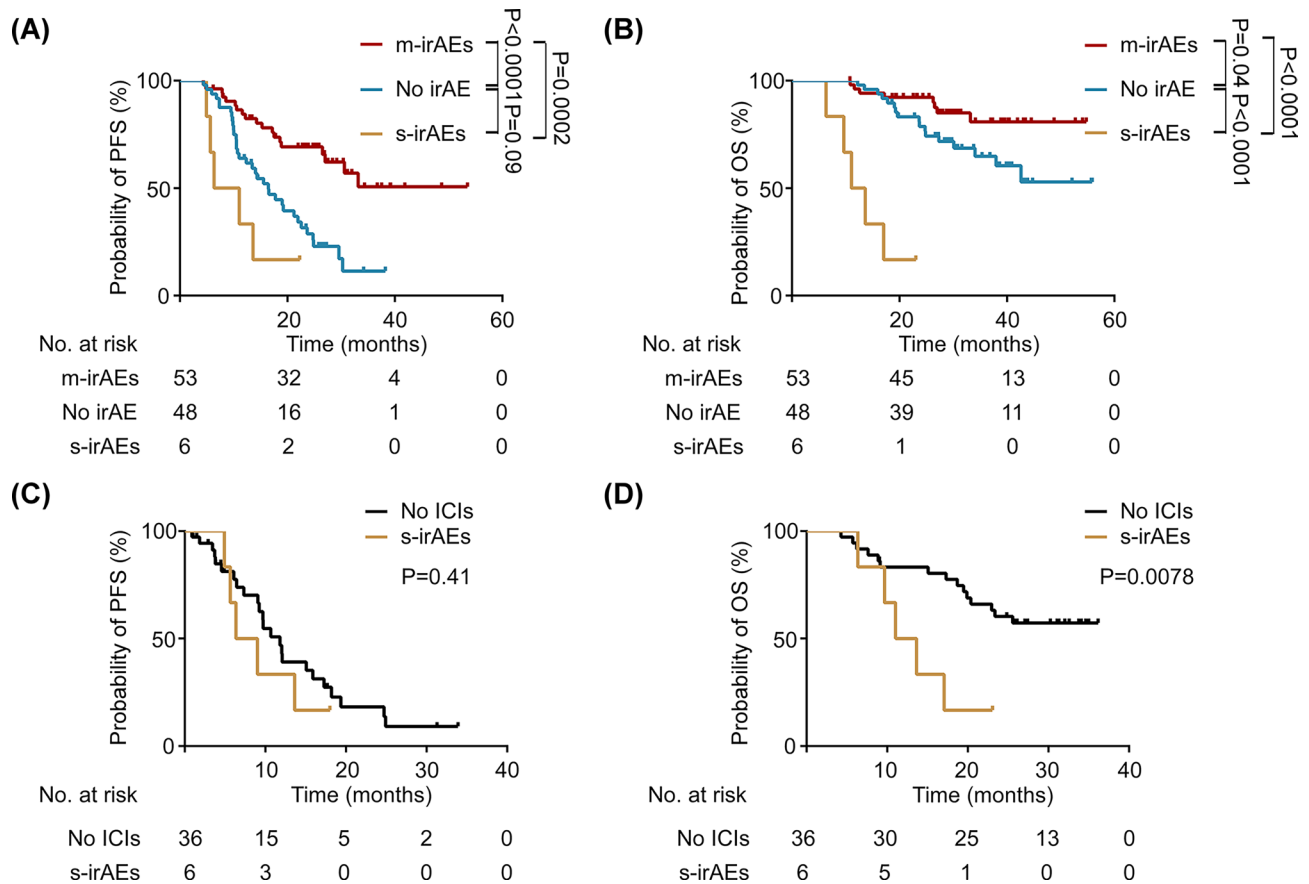 (A)
m-irAEs
No irAE
s-irAEs
P<0.0001
P=0.09
P=0.0002
Probability of PFS (%)
100
50
0
20 40 60
Time (months)
No. at risk
m-irAEs 53 32 4 0
No irAE 48 16 1 0
s-irAEs 6 2 0 0
(B)
m-irAEs
No irAE
s-irAEs
P=0.04
P<0.0001
P<0.0001
Probability of OS (%)
100
50
0
20 40 60
Time (months)
No. at risk
m-irAEs 53 45 13 0
No irAE 48 39 11 0
s-irAEs 6 1 0 0
(C)
No ICIs
s-irAEs
P=0.41
Probability of PFS (%)
100
50
0
10 20 30 40
Time (months)
No. at risk
No ICIs 36 15 5 2 0
s-irAEs 6 3 0 0 0
(D)
No ICIs
s-irAEs
P=0.0078
Probability of OS (%)
100
50
0
10 20 30 40
Time (months)
No. at risk
No ICIs 36 30 25 13 0
s-irAEs 6 5 1 0 0